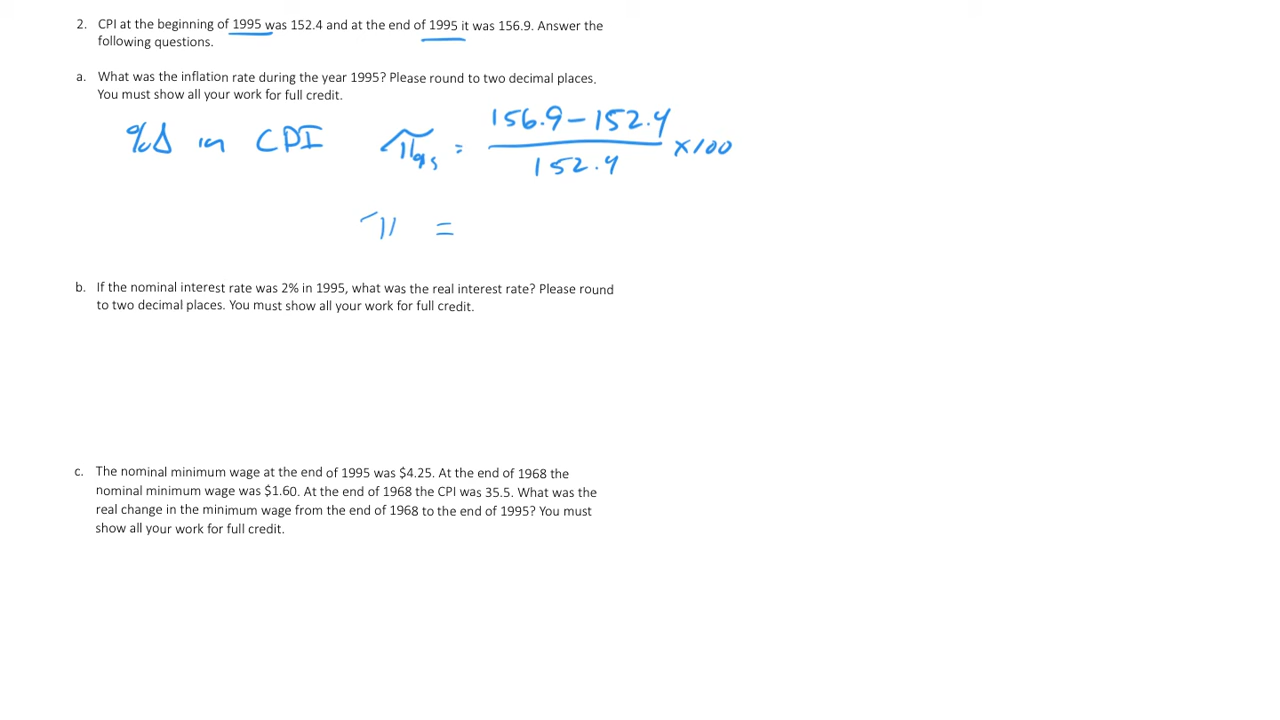 2. CPI at the beginning of 1995 was 152.4 and at the end of 1995 it was 156.9. Answer the
following questions.
a. What was the inflation rate during the year 1995? Please round to two decimal places.
You must show all your work for full credit.
%Δ in CPI π95 = 156.9-152.4 / 152.4 x100
π =
b. If the nominal interest rate was 2% in 1995, what was the real interest rate? Please round
to two decimal places. You must show all your work for full credit.
c. The nominal minimum wage at the end of 1995 was $4.25. At the end of 1968 the
nominal minimum wage was $1.60. At the end of 1968 the CPI was 35.5. What was the
real change in the minimum wage from the end of 1968 to the end of 1995? You must
show all your work for full credit.